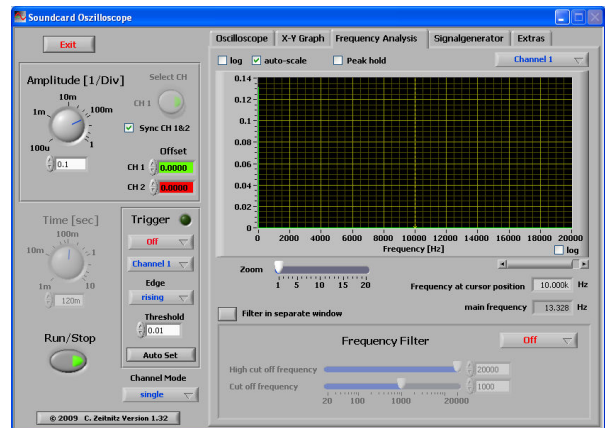 Soundcard Oszilloscope
Exit
Oscilloscope X-Y Graph Frequency Analysis Signalgenerator Extras
log auto-scale Peak hold Channel 1
Amplitude [1/Div]
10m
1m 100m
100u 1
0.1
Select CH
CH 1
Sync CH 1&2
Offset
CH 1 0.0000
CH 2 0.0000
Time [sec]
100m
10m .1
1m 10
120m
Run/Stop
Trigger
Off
Channel 1
Edge
rising
Threshold
0.01
Auto Set
Channel Mode
single
© 2009 C. Zeitnitz Version 1.32
0.14
0.12
0.1
0.08
0.06
0.04
0.02
0
0 2000 4000 6000 8000 10000 12000 14000 16000 18000 20000
Frequency [Hz]
log
Zoom
1 5 10 15 20
Frequency at cursor position 10.000k Hz
main frequency 13.328 Hz
Filter in separate window
Frequency Filter Off
High cut off frequency 20000
Cut off frequency 1000
20 100 1000 20000